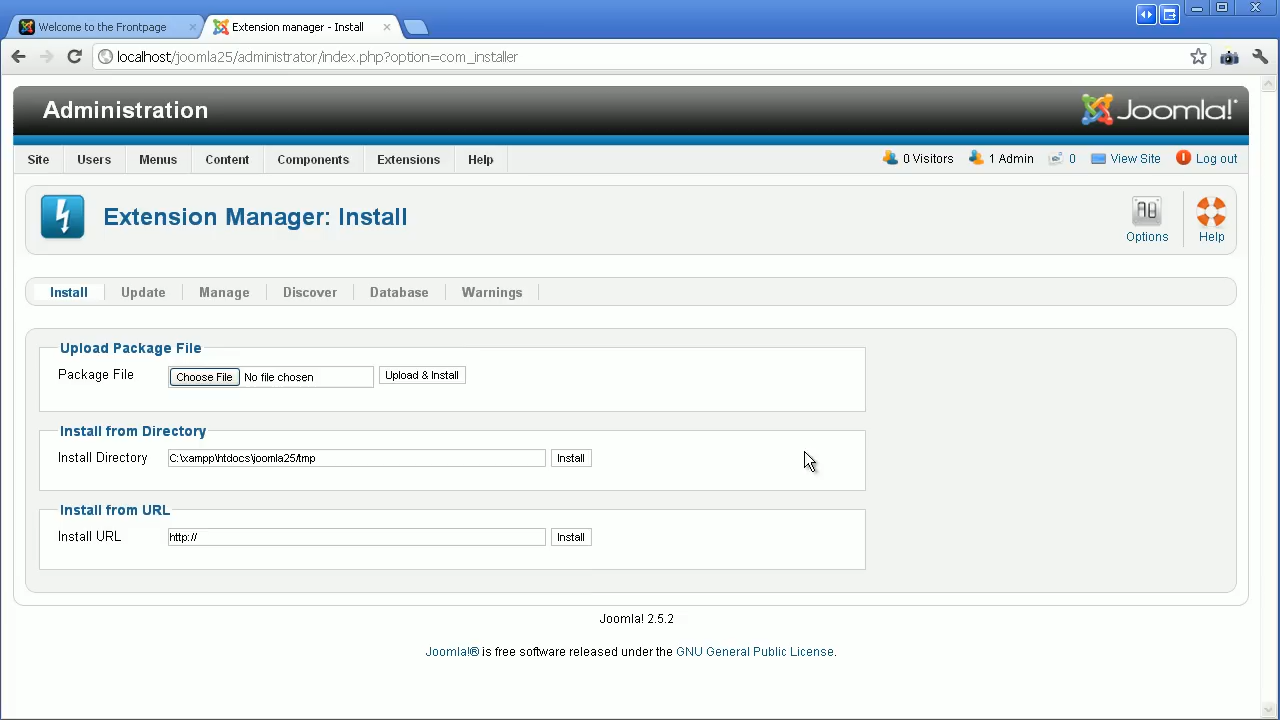 Welcome to the Frontpage
Extension manager - Install
localhost/joomla25/administrator/index.php?option=com_installer
Administration
Joomla!
Site Users Menus Content Components Extensions Help
0 Visitors 1 Admin 0 View Site Log out
Extension Manager: Install
Options
Help
Install Update Manage Discover Database Warnings
Upload Package File
Package File Choose File No file chosen Upload & Install
Install from Directory
Install Directory C:\xampp\htdocs\joomla25/tmp Install
Install from URL
Install URL http:// Install
Joomla! 2.5.2
Joomla!® is free software released under the GNU General Public License.